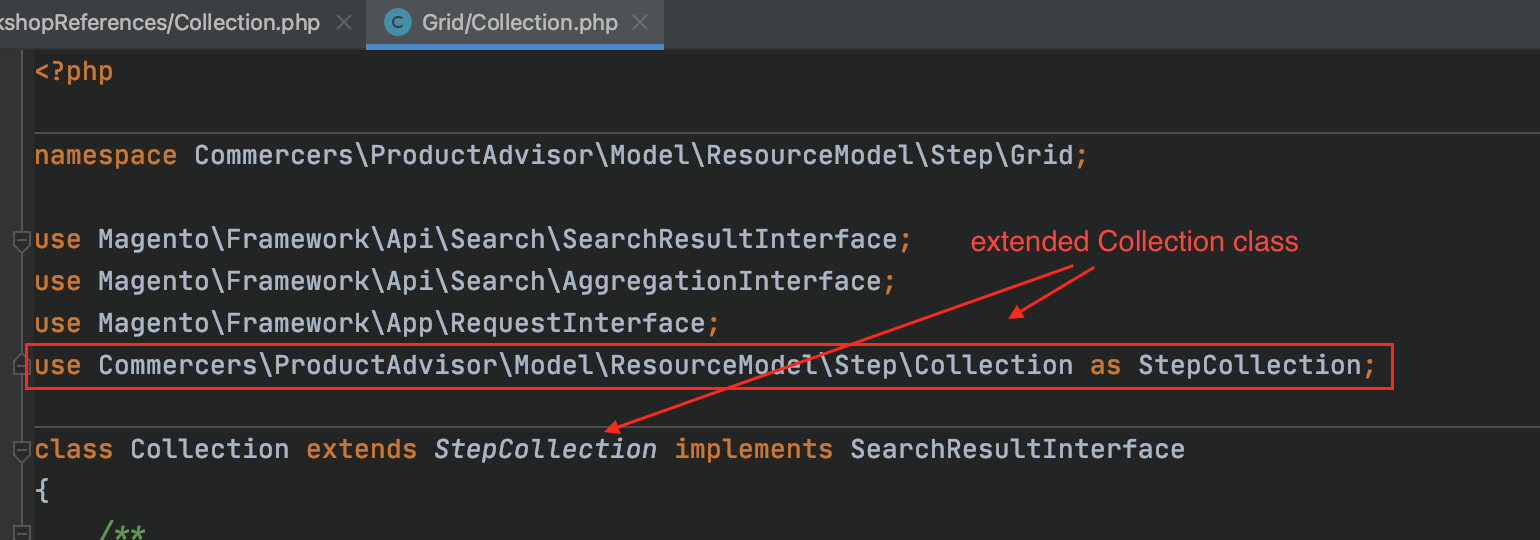 kshopReferences/Collection.php
C Grid/Collection.php
<?php
namespace Commercers\ProductAdvisor\Model\ResourceModel\Step\Grid;
use Magento\Framework\Api\Search\SearchResultInterface;
extended Collection class
use Magento\Framework\Api\Search\AggregationInterface;
use Magento\Framework\App\RequestInterface;
use Commercers\ProductAdvisor\Model\ResourceModel\Step\Collection as StepCollection;
class Collection extends StepCollection implements SearchResultInterface
{
/**